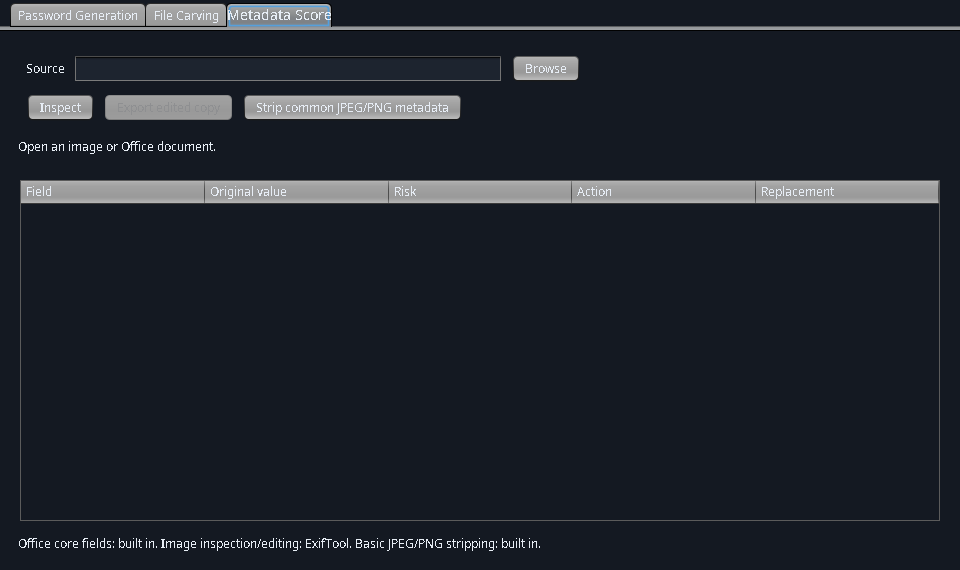 Password Generation File Carving Metadata Score
Source Browse
Inspect Export edited copy Strip common JPEG/PNG metadata
Open an image or Office document.
Field Original value Risk Action Replacement
Office core fields: built in. Image inspection/editing: ExifTool. Basic JPEG/PNG stripping: built in.